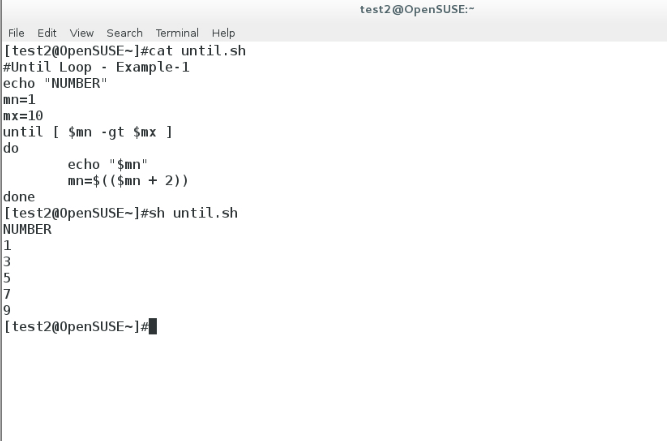 test2@OpenSUSE:~
File Edit View Search Terminal Help
[test2@OpenSUSE~]#cat until.sh
#Until Loop - Example-1
echo "NUMBER"
mn=1
mx=10
until [ $mn -gt $mx ]
do
        echo "$mn"
        mn=$(($mn + 2))
done
[test2@OpenSUSE~]#sh until.sh
NUMBER
1
3
5
7
9
[test2@OpenSUSE~]#